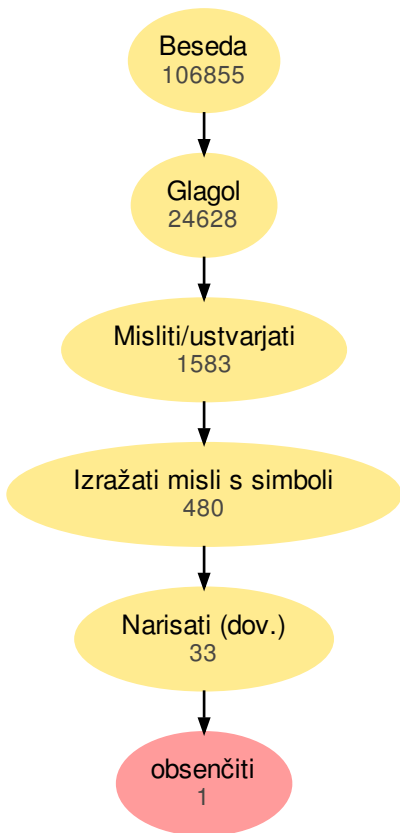 Beseda
106855
Glagol
24628
Misliti/ustvarjati
1583
Izražati misli s simboli
480
Narisati (dov.)
33
obsenčiti
1